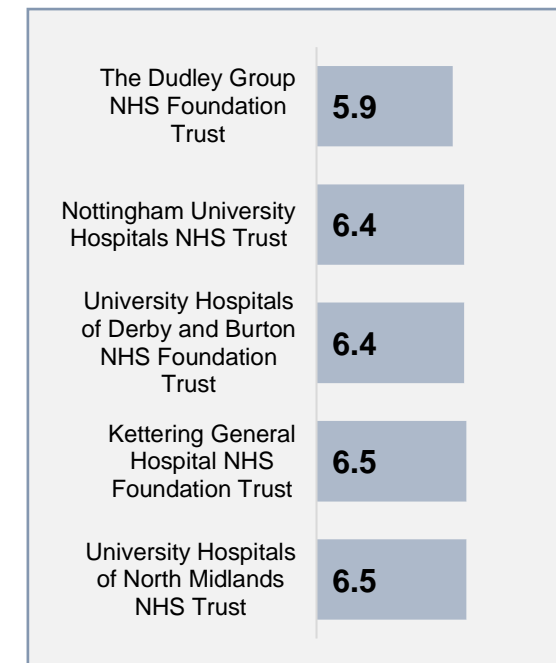 The Dudley Group
NHS Foundation
Trust
5.9
Nottingham University
Hospitals NHS Trust
6.4
University Hospitals
of Derby and Burton
NHS Foundation
Trust
6.4
Kettering General
Hospital NHS
Foundation Trust
6.5
University Hospitals
of North Midlands
NHS Trust
6.5